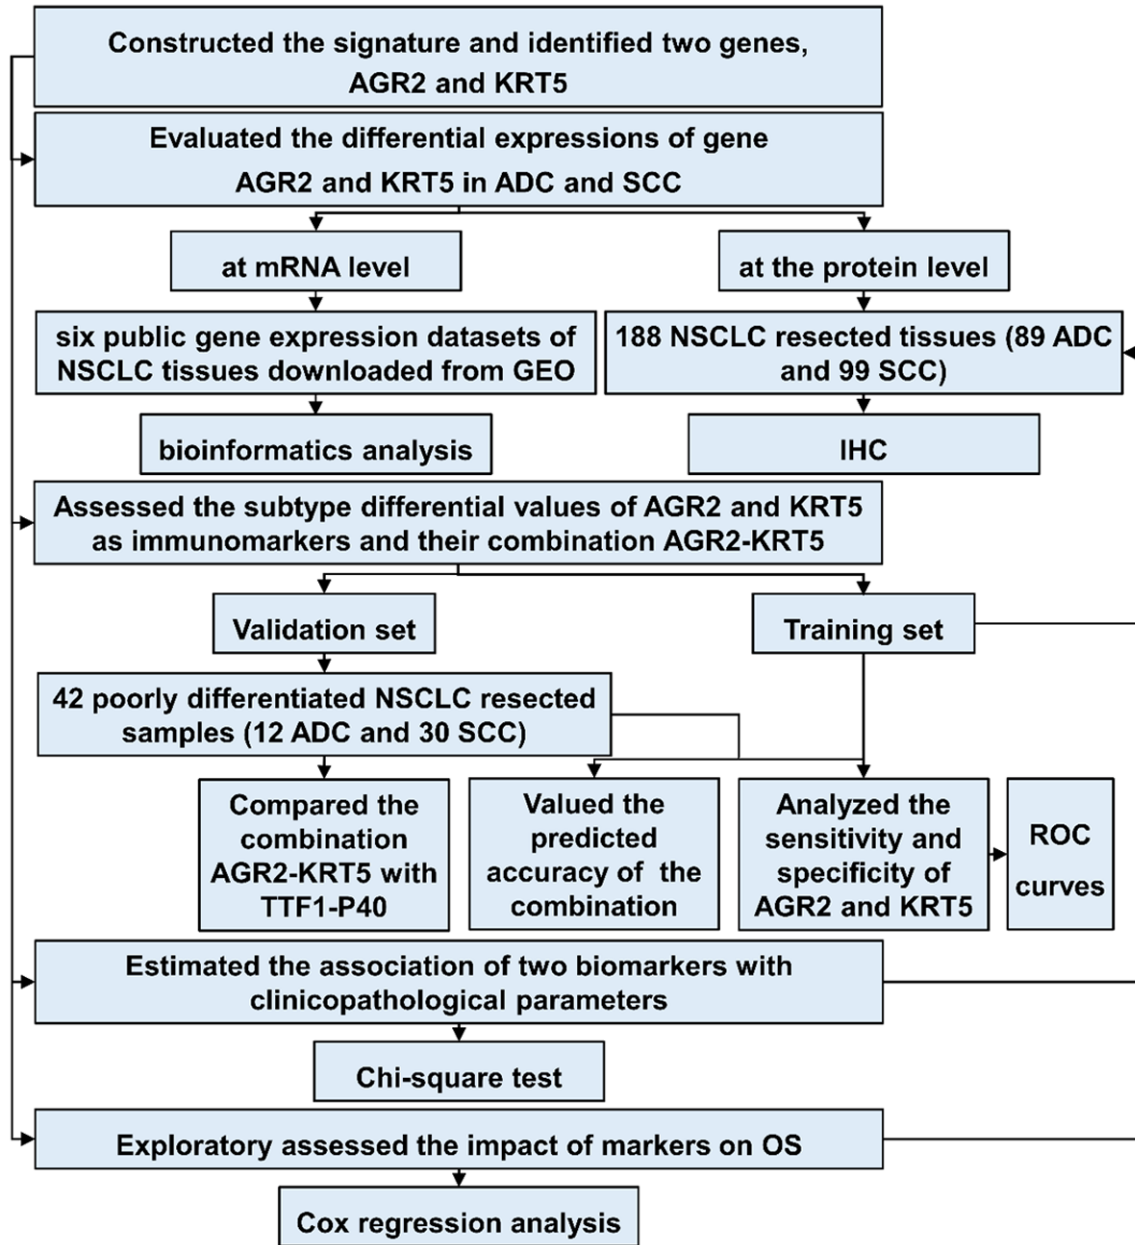 Constructed the signature and identified two genes,
AGR2 and KRT5
Evaluated the differential expressions of gene
AGR2 and KRT5 in ADC and SCC
at mRNA level
at the protein level
six public gene expression datasets of
NSCLC tissues downloaded from GEO
188 NSCLC resected tissues (89 ADC
and 99 SCC)
bioinformatics analysis
IHC
Assessed the subtype differential values of AGR2 and KRT5
as immunomarkers and their combination AGR2-KRT5
Validation set
Training set
42 poorly differentiated NSCLC resected
samples (12 ADC and 30 SCC)
Compared the
combination
AGR2-KRT5 with
TTF1-P40
Valued the
predicted
accuracy of the
combination
Analyzed the
sensitivity and
specificity of
AGR2 and KRT5
ROC
curves
Estimated the association of two biomarkers with
clinicopathological parameters
Chi-square test
Exploratory assessed the impact of markers on OS
Cox regression analysis